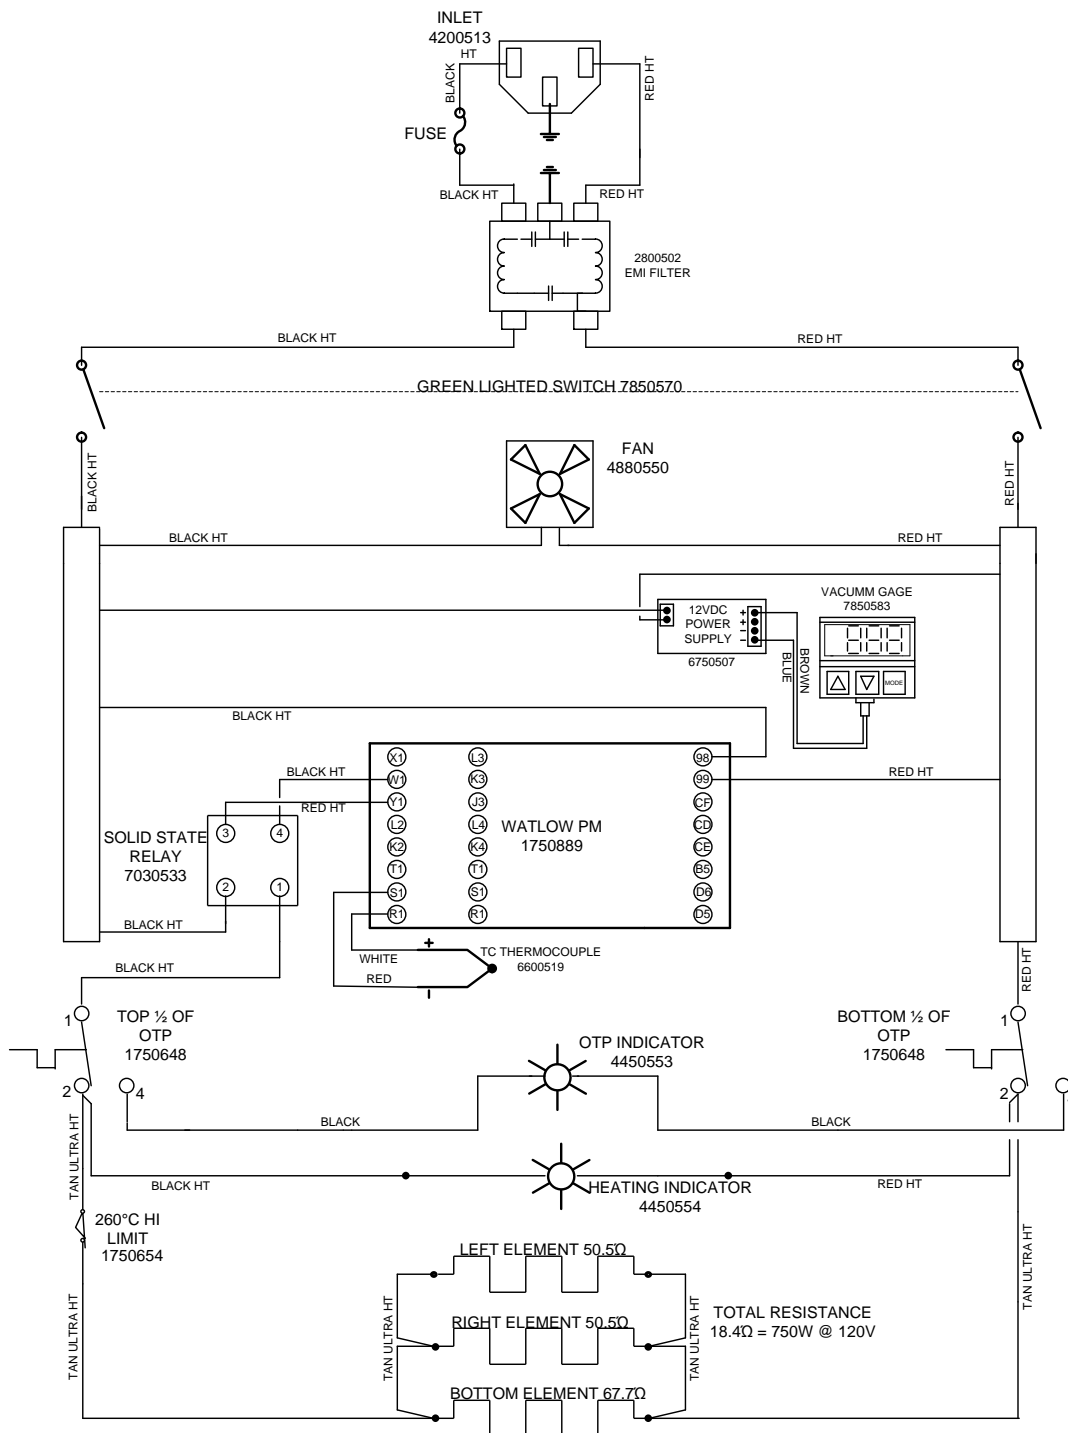 INLET
4200513
BLACK HT
RED HT
FUSE
BLACK HT
RED HT
2800502
EMI FILTER
BLACK HT
RED HT
GREEN LIGHTED SWITCH 7850570
BLACK HT
RED HT
FAN
4880550
BLACK HT
RED HT
VACUMM GAGE
7850583
12VDC
POWER
SUPPLY
+
+
−
−
6750507
BLUE
BROWN
MODE
BLACK HT
BLACK HT
RED HT
RED HT
X1
W1
Y1
L2
K2
T1
S1
R1
L3
K3
J3
L4
K4
T1
S1
R1
98
99
CF
CD
CE
B5
D6
D5
WATLOW PM
1750889
SOLID STATE
RELAY
7030533
3
4
2
1
BLACK HT
BLACK HT
WHITE
RED
+
−
TC THERMOCOUPLE
6600519
RED HT
1
TOP ½ OF
OTP
1750648
2
4
BOTTOM ½ OF
OTP
1750648
1
2
OTP INDICATOR
4450553
BLACK
BLACK
TAN ULTRA HT
BLACK HT
RED HT
HEATING INDICATOR
4450554
260°C HI
LIMIT
1750654
TAN ULTRA HT
TAN ULTRA HT
LEFT ELEMENT 50.5Ω
RIGHT ELEMENT 50.5Ω
BOTTOM ELEMENT 67.7Ω
TAN ULTRA HT
TAN ULTRA HT
TOTAL RESISTANCE
18.4Ω = 750W @ 120V